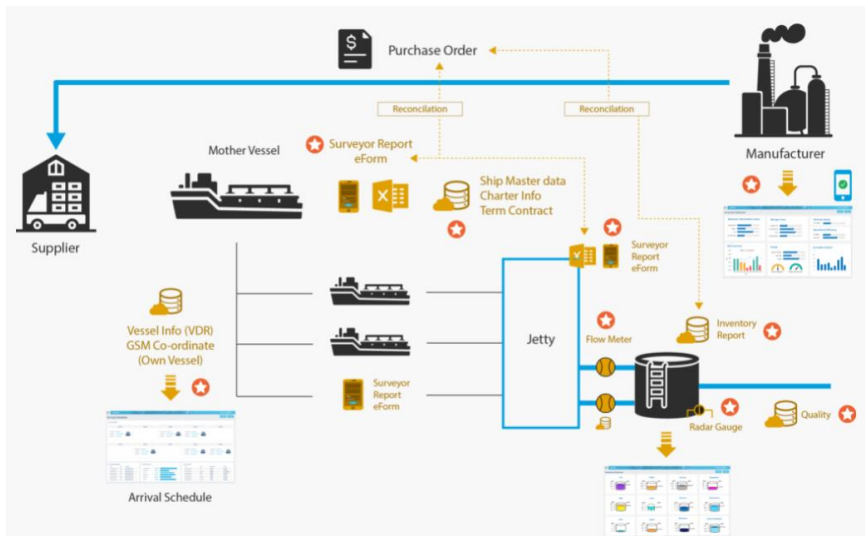 Purchase Order
Reconcilation
Reconcilation
Mother Vessel
Surveyor Report
eForm
Ship Master data
Charter Info
Term Contract
Manufacturer
Supplier
Surveyor
Report
eForm
Vessel Info (VDR)
GSM Co-ordinate
(Own Vessel)
Jetty
Flow Meter
Inventory
Report
Surveyor
Report
eForm
Radar Gauge
Quality
Arrival Schedule